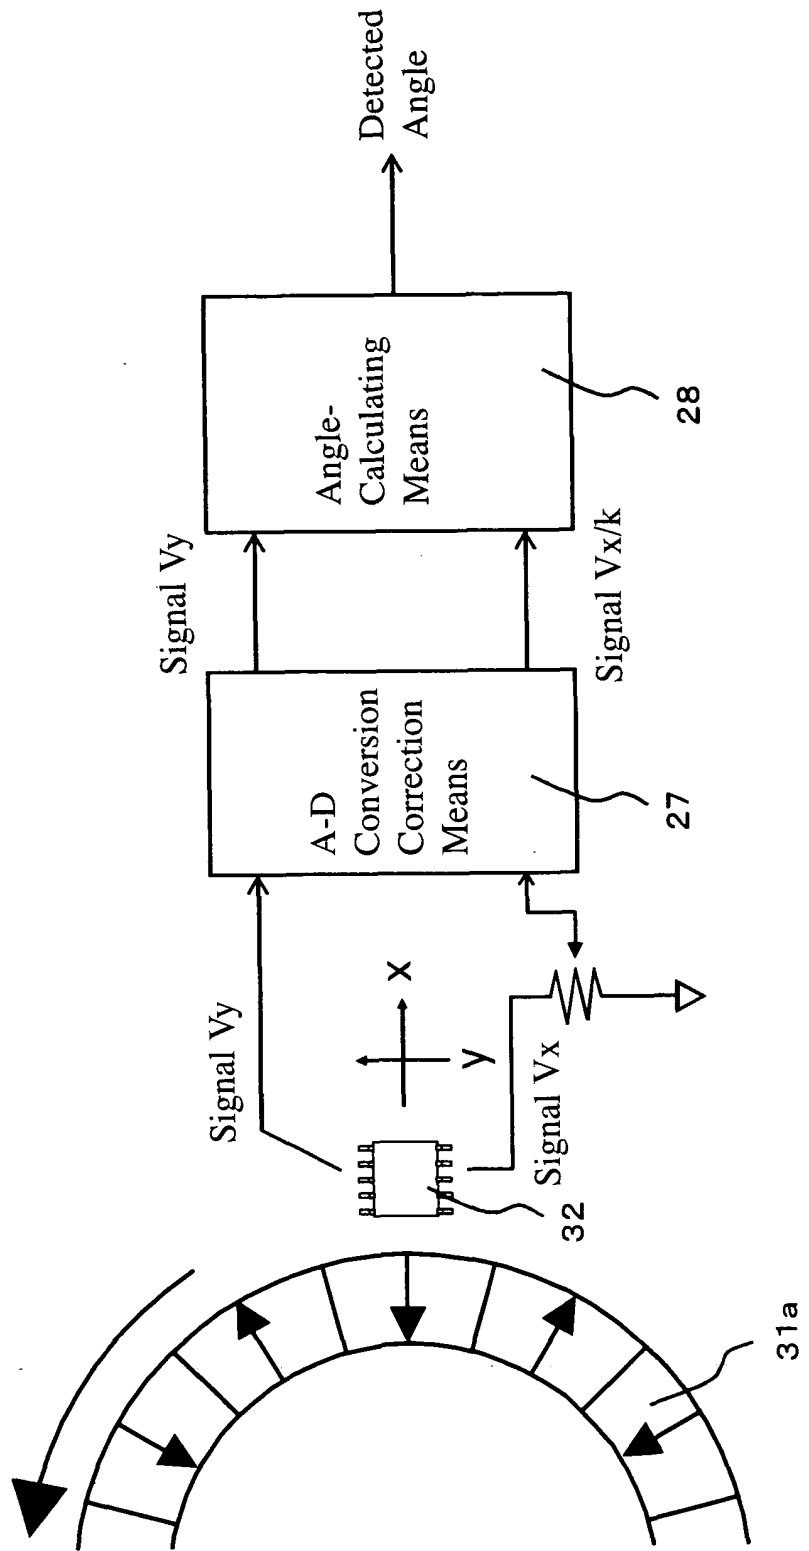 Signal Vy
Signal Vy
Detected
Angle
A-D
Conversion
Correction
Means
Angle-
Calculating
Means
x
y
Signal Vx
Signal Vx/k
32
27
28
31a